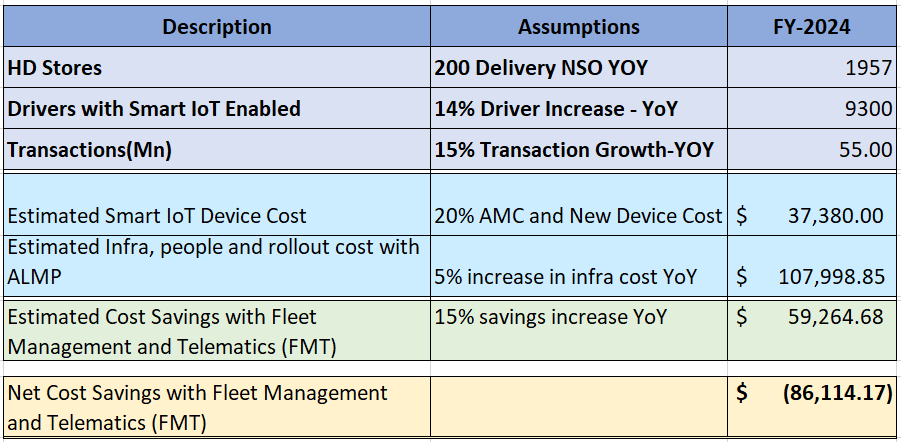 Description Assumptions FY-2024
HD Stores 200 Delivery NSO YOY 1957
Drivers with Smart IoT Enabled 14% Driver Increase - YoY 9300
Transactions(Mn) 15% Transaction Growth-YOY 55.00
Estimated Smart IoT Device Cost 20% AMC and New Device Cost $ 37,380.00
Estimated Infra, people and rollout cost with
ALMP 5% increase in infra cost YoY $ 107,998.85
Estimated Cost Savings with Fleet 15% savings increase YoY $ 59,264.68
Management and Telematics (FMT)
Net Cost Savings with Fleet Management $ (86,114.17)
and Telematics (FMT)